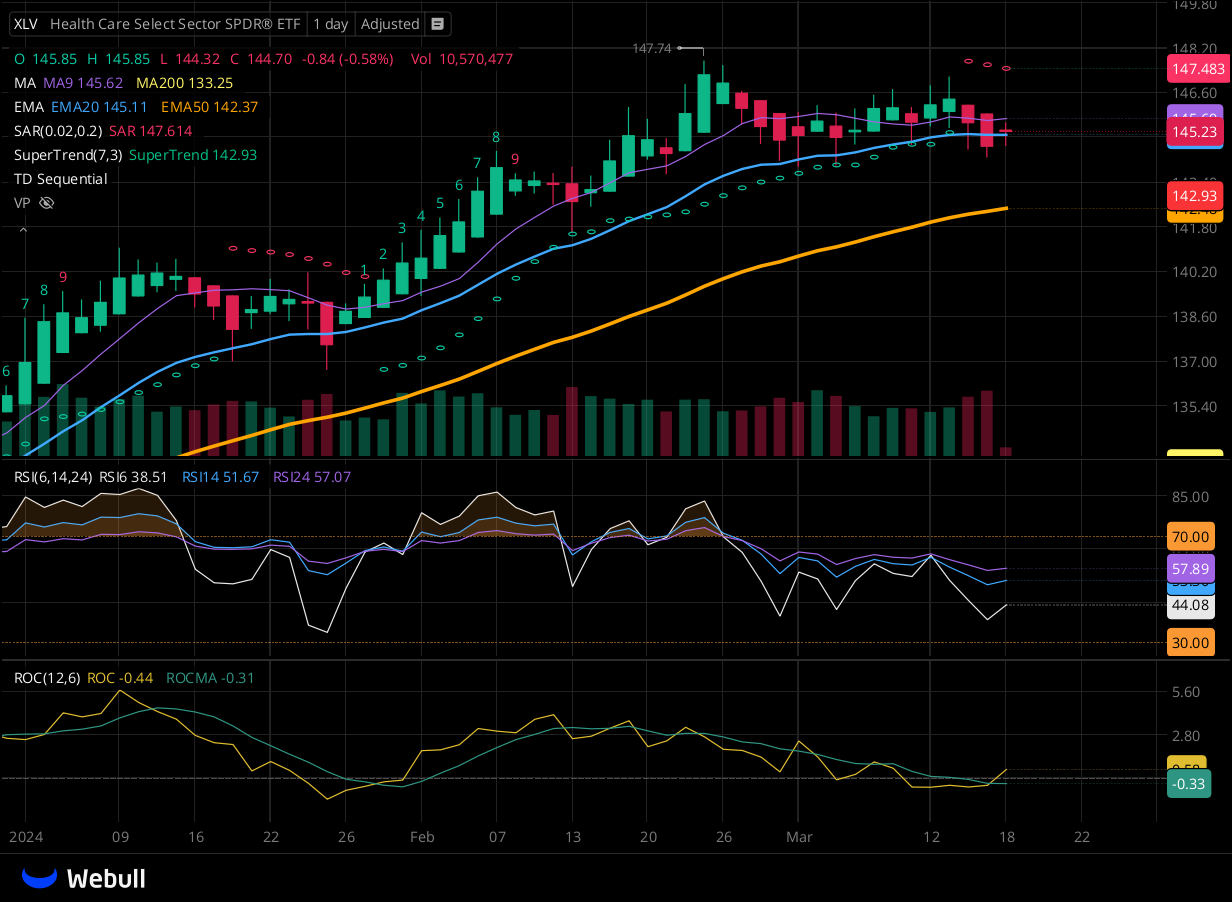 149.80
XLV Health Care Select Sector SPDR® ETF 1 day Adjusted
147.74 148.20
O 145.85 H 145.85 L 144.32 C 144.70 -0.84 (-0.58%) Vol 10,570,477
147.483
MA MA9 145.62 MA200 133.25
146.60
EMA EMA20 145.11 EMA50 142.37
SAR(0.02,0.2) SAR 147.614
145.23
8
SuperTrend(7,3) SuperTrend 142.93
7 9
TD Sequential
6
142.93
VP
5
4
3
141.80
2
1
140.20
9
8
7
138.60
6
137.00
135.40
RSI(6,14,24) RSI6 38.51 RSI14 51.67 RSI24 57.07
85.00
70.00
57.89
44.08
30.00
ROC(12,6) ROC -0.44 ROCMA -0.31
5.60
2.80
-0.33
2024 09 16 22 26 Feb 07 13 20 26 Mar 12 18 22
Webull